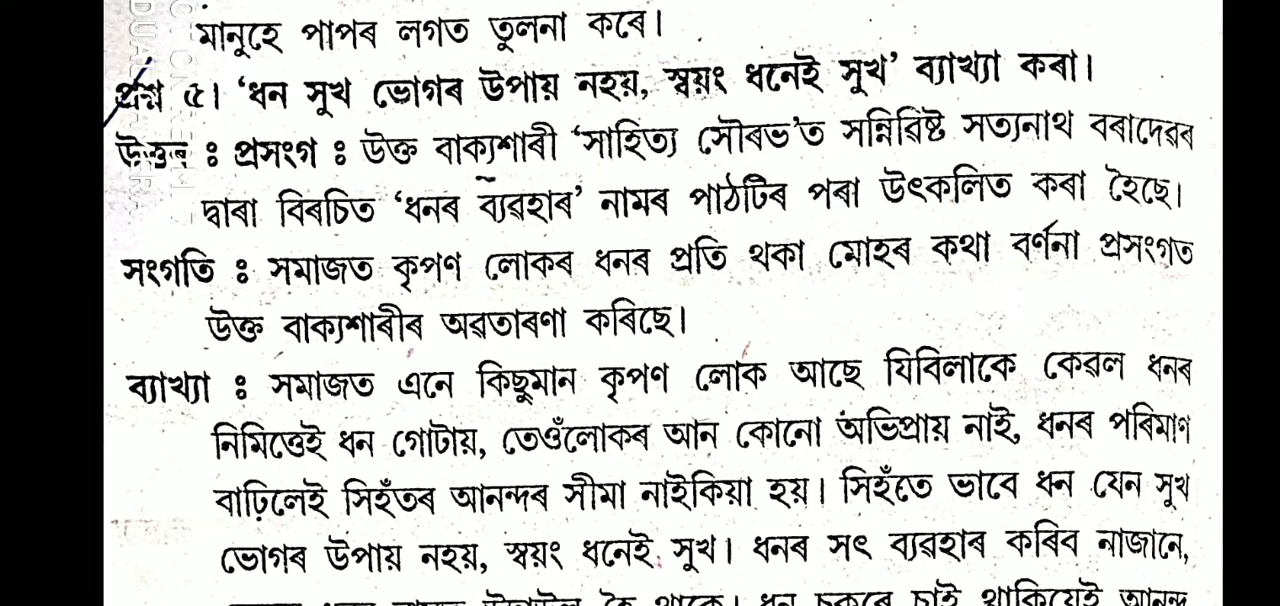 মানুহে পাপৰ লগত তুলনা কৰে।
প্ৰশ্ন ৫। ‘ধন সুখ ভোগৰ উপায় নহয়, স্বয়ং ধনেই সুখ’ ব্যাখ্যা কৰা।
উত্তৰ ঃ প্ৰসংগ ঃ উক্ত বাক্যশাৰী ‘সাহিত্য সৌৰভ’ত সন্নিৱিষ্ট সত্যনাথ বৰাদেৱৰ
দ্বাৰা বিৰচিত ‘ধনৰ ব্যৱহাৰ’ নামৰ পাঠটিৰ পৰা উৎকলিত কৰা হৈছে।
সংগতি ঃ সমাজত কৃপণ লোকৰ ধনৰ প্ৰতি থকা মোহৰ কথা বৰ্ণনা প্ৰসংগত
উক্ত বাক্যশাৰীৰ অৱতাৰণা কৰিছে।
ব্যাখ্যা ঃ সমাজত এনে কিছুমান কৃপণ লোক আছে যিবিলাকে কেৱল ধনৰ
নিমিত্তেই ধন গোটায়, তেওঁলোকৰ আন কোনো অভিপ্ৰায় নাই, ধনৰ পৰিমাণ
বাঢ়িলেই সিহঁতৰ আনন্দৰ সীমা নাইকিয়া হয়। সিহঁতে ভাবে ধন যেন সুখ
ভোগৰ উপায় নহয়, স্বয়ং ধনেই সুখ। ধনৰ সৎ ব্যৱহাৰ কৰিব নাজানে,
থাকে। ধন চকুৰে চাই থাকিয়েই আনন্দ